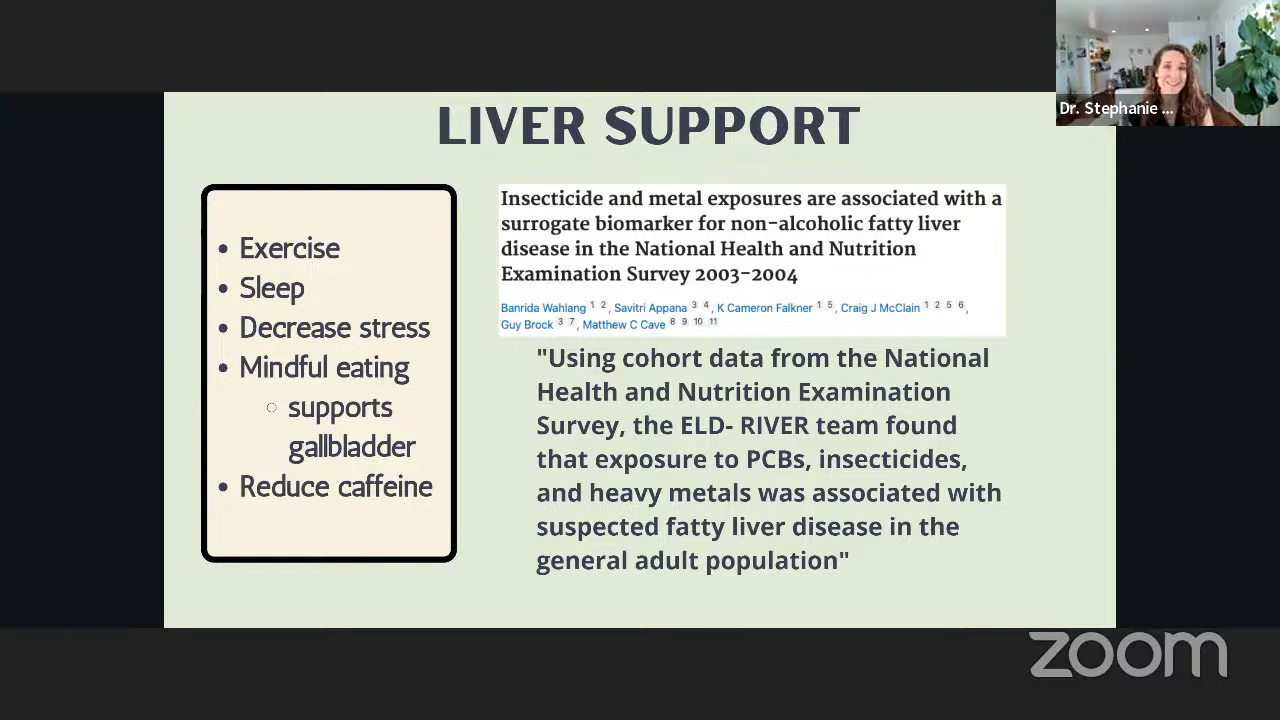 Dr. Stephanie ...
LIVER SUPPORT
Exercise
Sleep
Decrease stress
Mindful eating
supports
gallbladder
Reduce caffeine
Insecticide and metal exposures are associated with a
surrogate biomarker for non-alcoholic fatty liver
disease in the National Health and Nutrition
Examination Survey 2003-2004
Banrida Wahlang 1 2, Savitri Appana 3 4, K Cameron Falkner 1 5, Craig J McClain 1 2 5 6,
Guy Brock 3 7, Matthew C Cave 8 9 10 11
"Using cohort data from the National
Health and Nutrition Examination
Survey, the ELD- RIVER team found
that exposure to PCBs, insecticides,
and heavy metals was associated with
suspected fatty liver disease in the
general adult population"
zoom